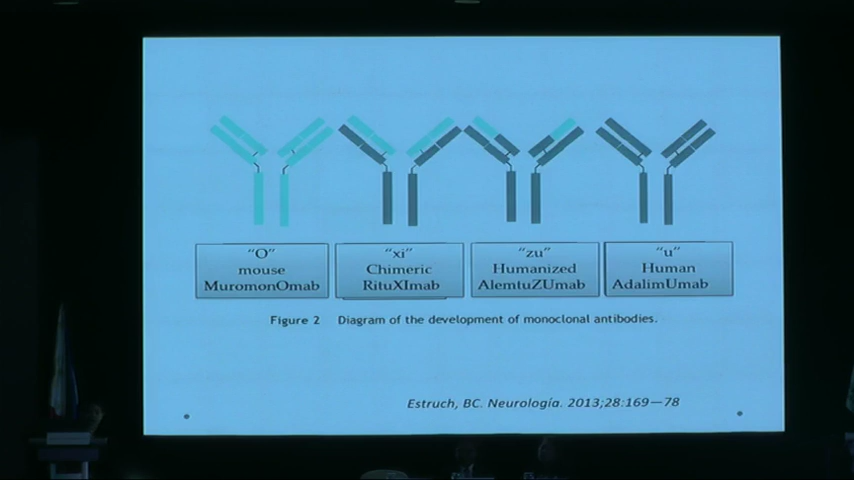 "O"
mouse
MuromonOmab
"xi"
Chimeric
RituXImab
"zu"
Humanized
AlemtuZUmab
"u"
Human
AdalimUmab
Figure 2 Diagram of the development of monoclonal antibodies.
Estruch, BC. Neurología. 2013;28:169—78